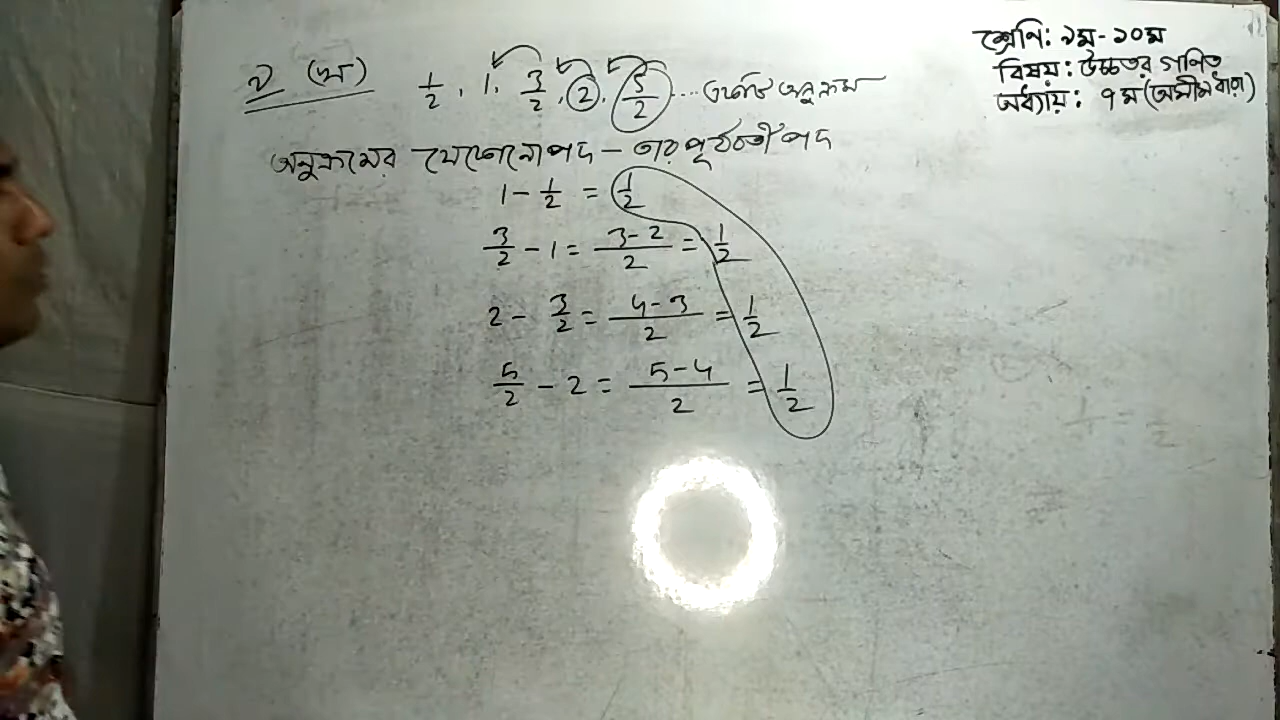 শ্রেণি: ৯ম-১০ম
বিষয়: উচ্চতর গণিত
অধ্যায়: ৭ম (অসীম ধারা)
২ (খ) 1/2, 1, 3/2, 2, 5/2 ... অনুক্রম
অনুক্রমের যেকোনো পদ – তার পূর্ববর্তী পদ
1 - 1/2 = 1/2
3/2 - 1 = 3-2/2 = 1/2
2 - 3/2 = 4-3/2 = 1/2
5/2 - 2 = 5-4/2 = 1/2